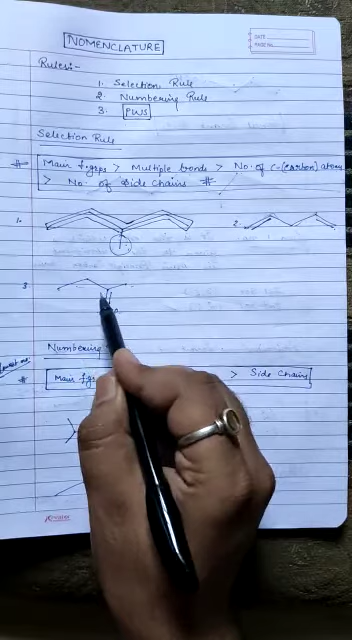 DATE
PAGE NO.
NOMENCLATURE
Rules:-
1. Selection Rule
2. Numbering Rule
3. PWS
Selection Rule
# Main f.grps > Multiple bonds > No. of C-(carbon) atoms
> No. of Side Chains #
1.
2.
3.
Numbering
# Main f.grps > Side Chains